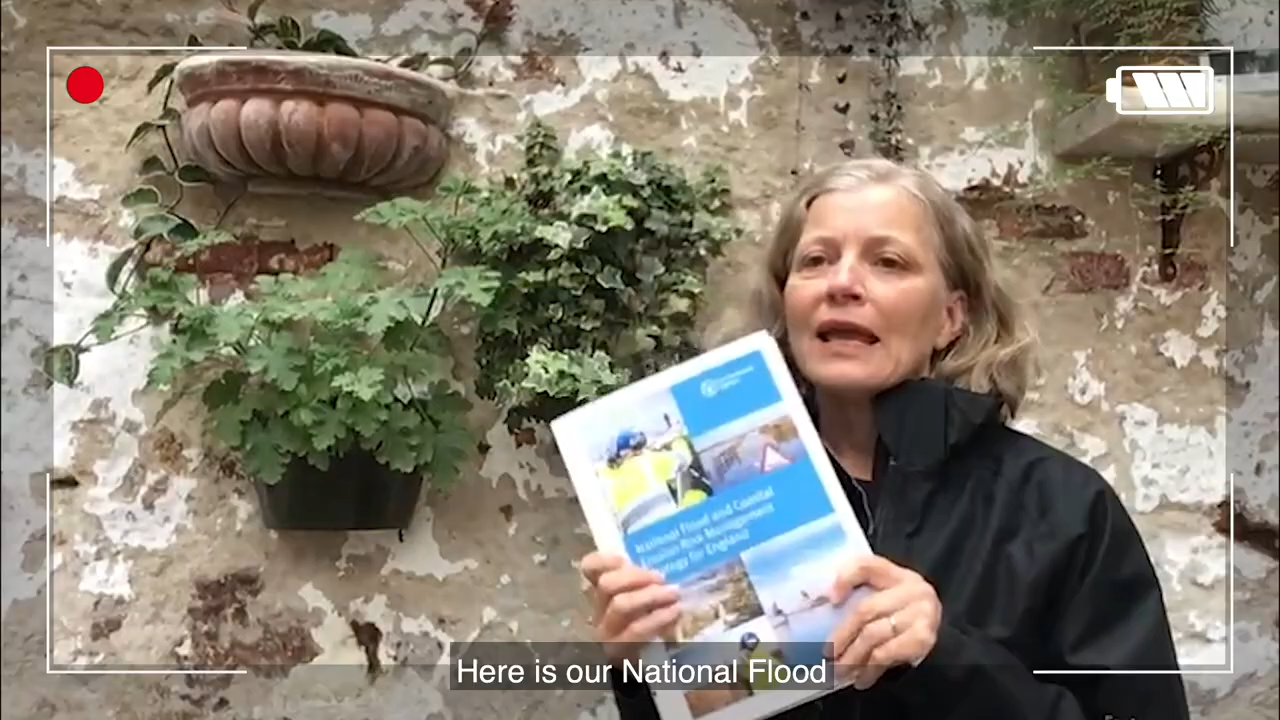 National Flood and Coastal
Erosion Risk Management
Strategy for England
Here is our National Flood